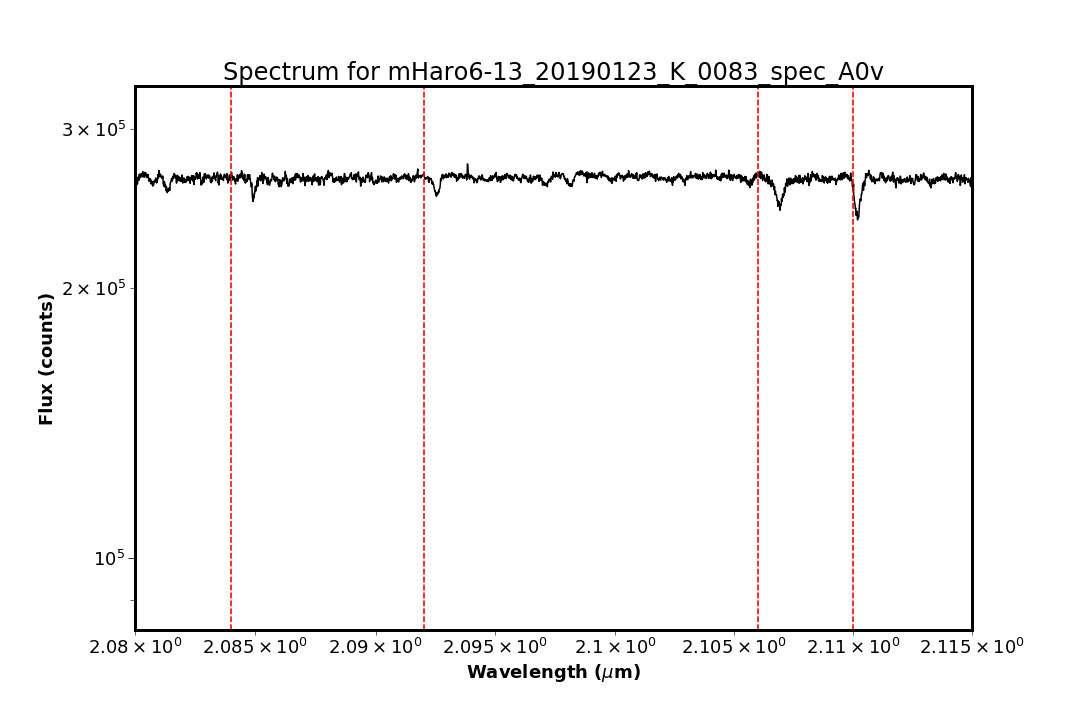 Spectrum for mHaro6-13_20190123_K_0083_spec_A0v
3 × 10⁵
2 × 10⁵
10⁵
Flux (counts)
2.08 × 10⁰ 2.085 × 10⁰ 2.09 × 10⁰ 2.095 × 10⁰ 2.1 × 10⁰ 2.105 × 10⁰ 2.11 × 10⁰ 2.115 × 10⁰
Wavelength (μm)